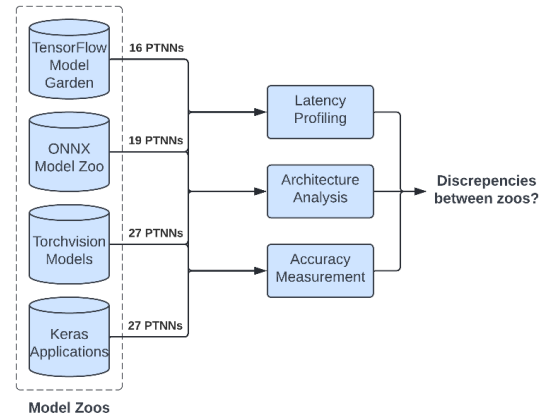 TensorFlow
Model
Garden
16 PTNNs
ONNX
Model Zoo
19 PTNNs
Torchvision
Models
27 PTNNs
Keras
Applications
27 PTNNs
Model Zoos
Latency
Profiling
Architecture
Analysis
Accuracy
Measurement
Discrepancies
between zoos?